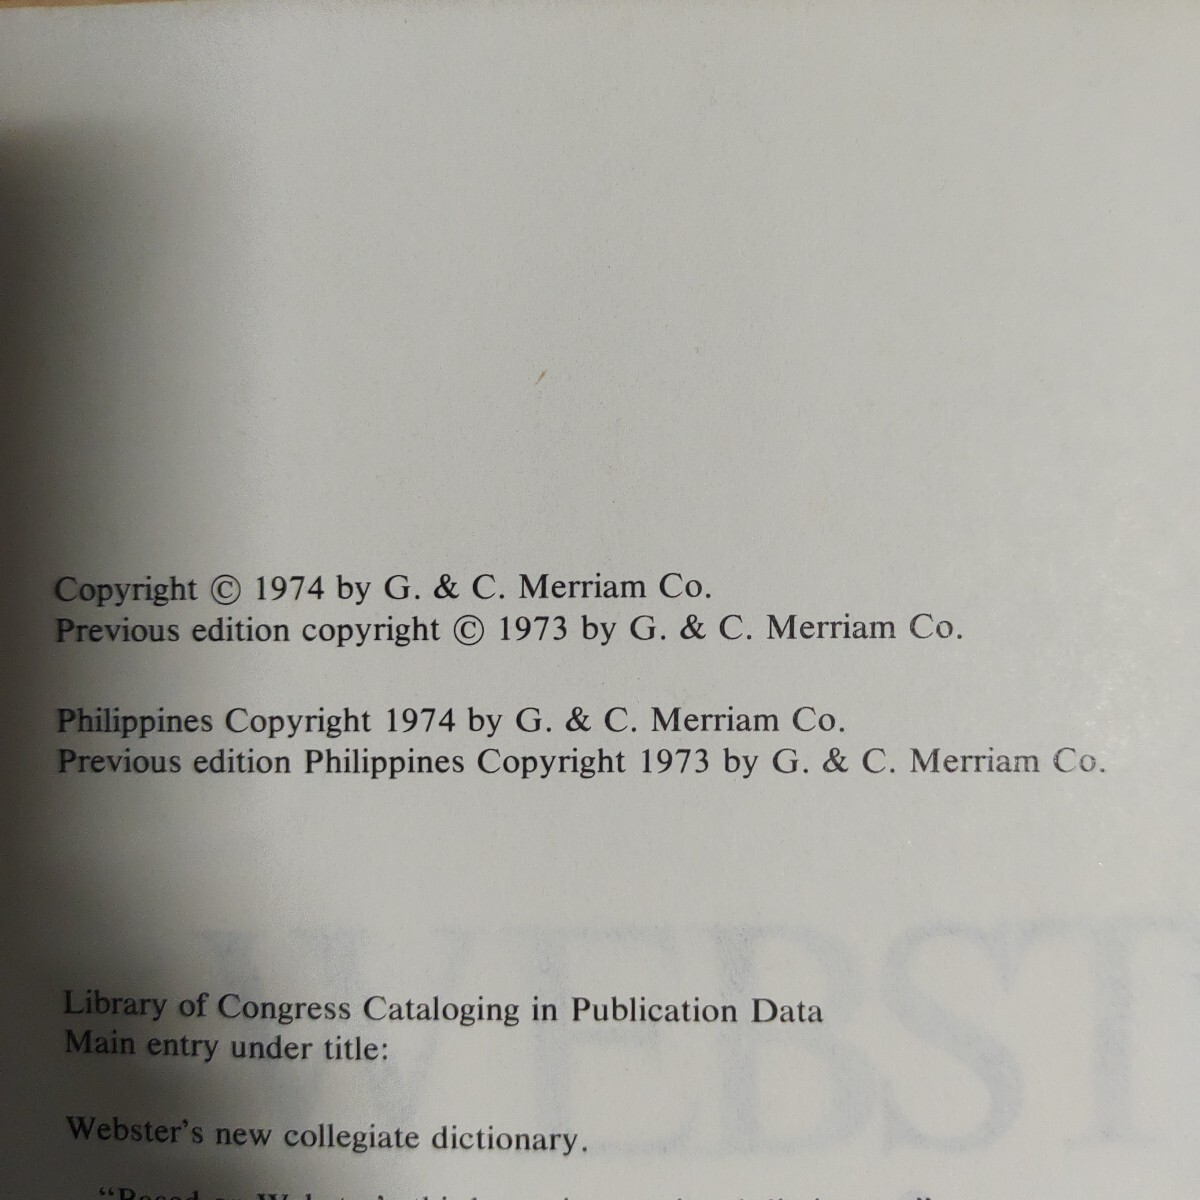 Copyright © 1974 by G. & C. Merriam Co.
Previous edition copyright © 1973 by G. & C. Merriam Co.
Philippines Copyright 1974 by G. & C. Merriam Co.
Previous edition Philippines Copyright 1973 by G. & C. Merriam Co.
WEBST
Library of Congress Cataloging in Publication Data
Main entry under title:
Webster's new collegiate dictionary.